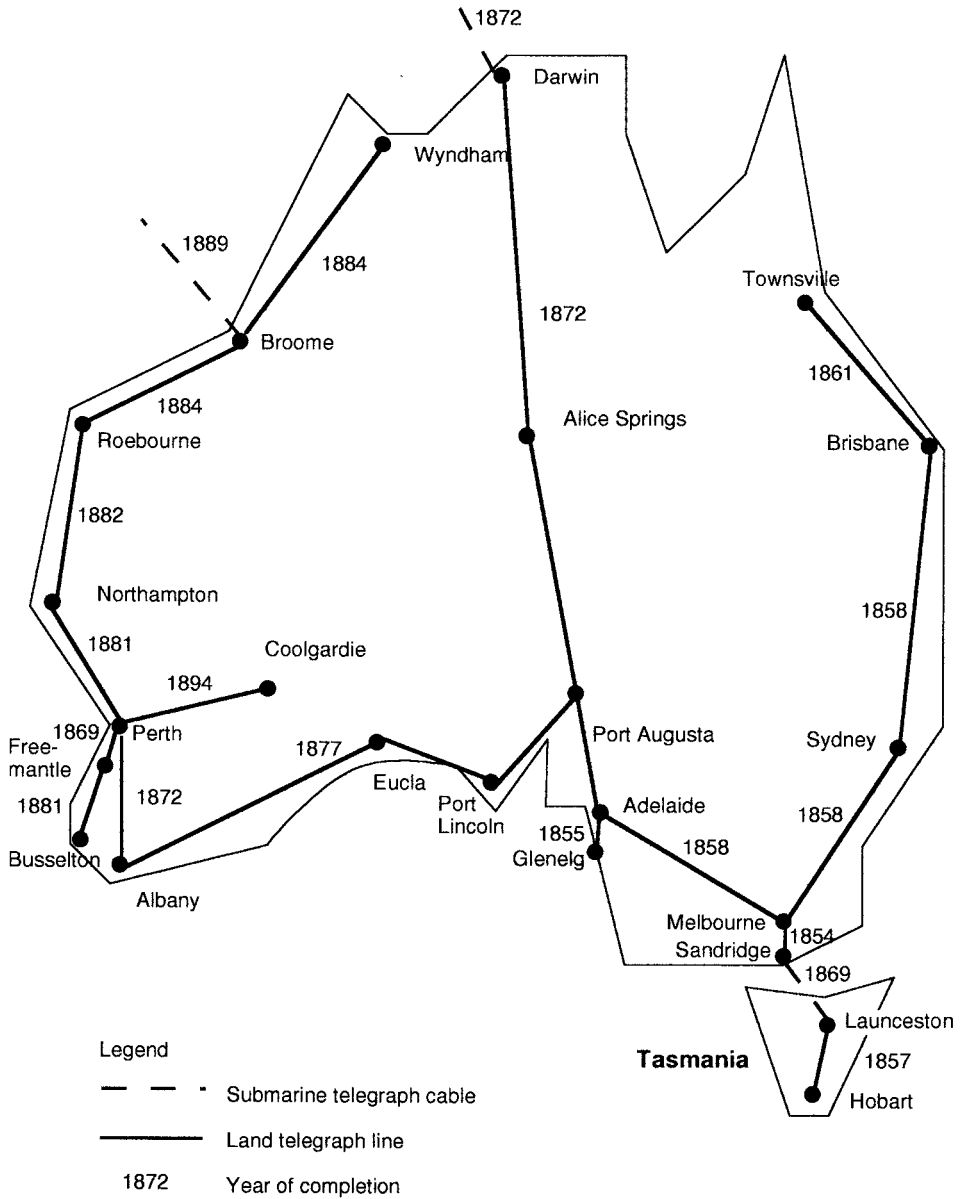 1872
Darwin
Wyndham
1889
1884
Townsville
1872
Broome
1861
1884
Alice Springs
Roebourne
Brisbane
1882
Northampton
1858
1881
Coolgardie
1894
1869
Perth
Port Augusta
Sydney
Free-
mantle
1877
Eucla
1872
Port
Lincoln
Adelaide
1881
1855
1858
1858
Glenelg
Busselton
Albany
Melbourne
1854
Sandridge
1869
Launceston
Legend
Tasmania
1857
Submarine telegraph cable
Hobart
Land telegraph line
1872
Year of completion